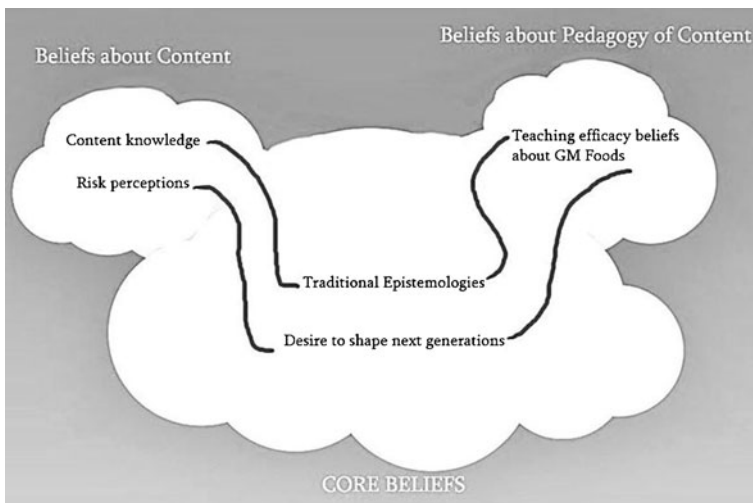 Beliefs about Content
Beliefs about Pedagogy of Content
Content knowledge
Risk perceptions
Teaching efficacy beliefs
about GM Foods
Traditional Epistemologies
Desire to shape next generations
CORE BELIEFS